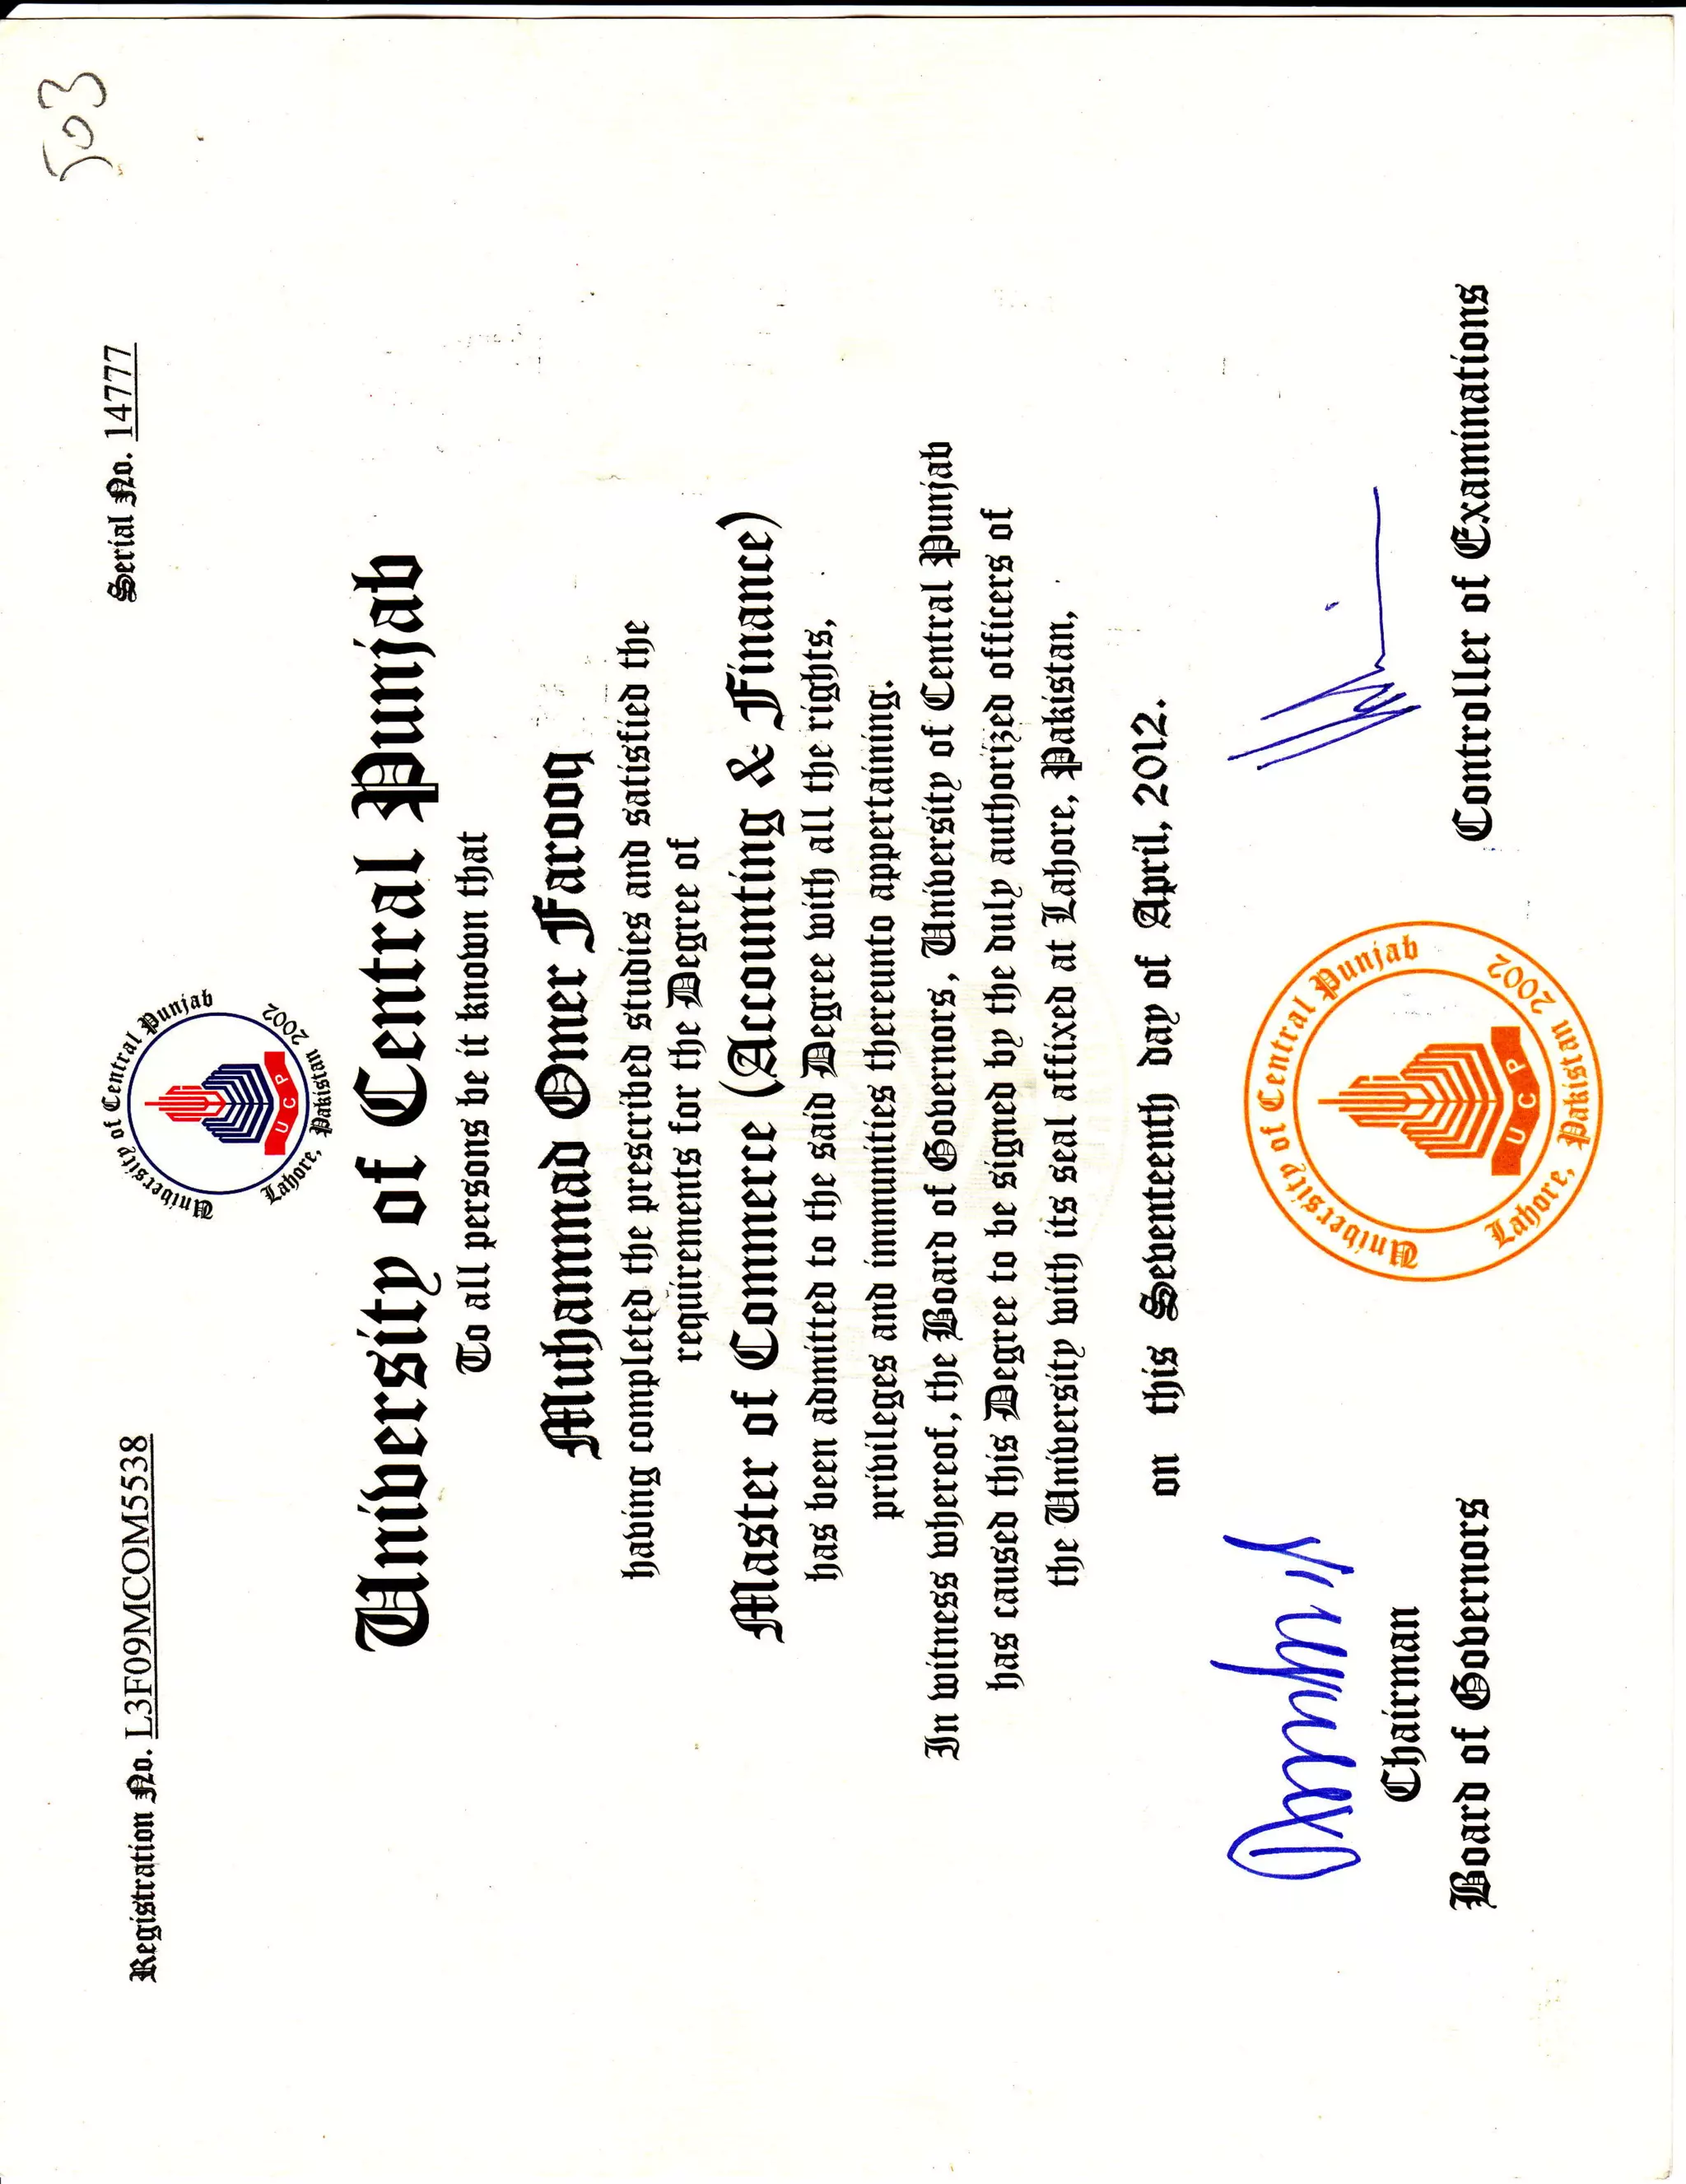 503
Registration No. L3F09MCOM5538
Serial No. 14777
University of Central Punjab
Lahore, Pakistan 2002
U C P
University of Central Punjab
To all persons be it known that
Muhammad Omer Farooq
having completed the prescribed studies and satisfied the
requirements for the Degree of
Master of Commerce (Accounting & Finance)
has been admitted to the said Degree with all the rights,
privileges and immunities thereunto appertaining.
In witness whereof, the Board of Governors, University of Central Punjab
has caused this Degree to be signed by the duly authorized officers of
the University with its seal affixed at Lahore, Pakistan,
on this Seventeenth day of April, 2012.
University of Central Punjab
Lahore, Pakistan 2002
U C P
Chairman
Board of Governors
Controller of Examinations